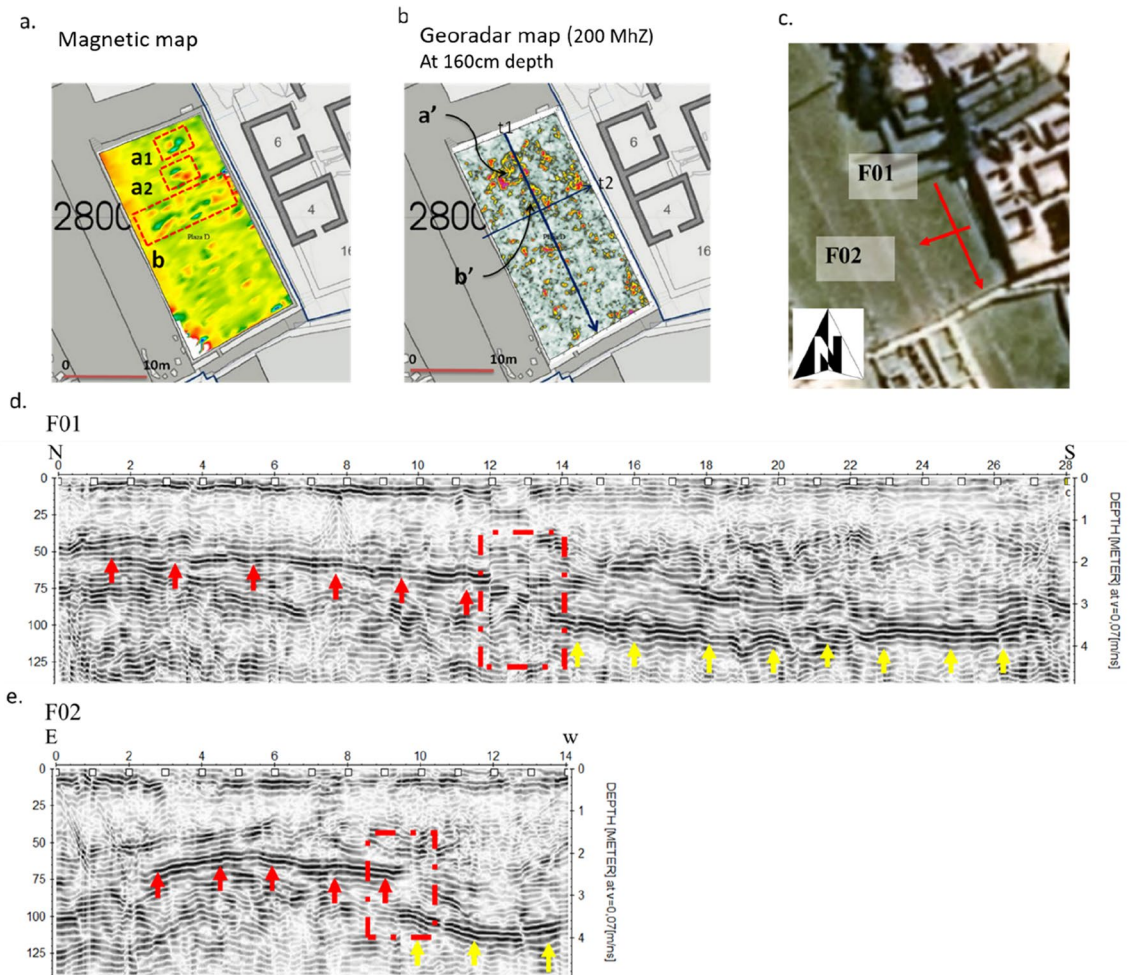 a.
Magnetic map
b
Georadar map (200 MhZ)
At 160cm depth
c.
a1
a2
b
2800
Plaza D
6
4
16
0
10m
a’
t1
t2
b’
2800
6
4
16
0
10m
F01
F02
N
d.
F01
N
S
0 2 4 6 8 10 12 14 16 18 20 22 24 26 28
0
25
50
75
100
125
0
1
2
3
4
DEPTH [METER] at v=0,07[m/ns]
e.
F02
E
w
0 2 4 6 8 10 12 14
0
25
50
75
100
125
0
1
2
3
4
DEPTH [METER] at v=0,07[m/ns]